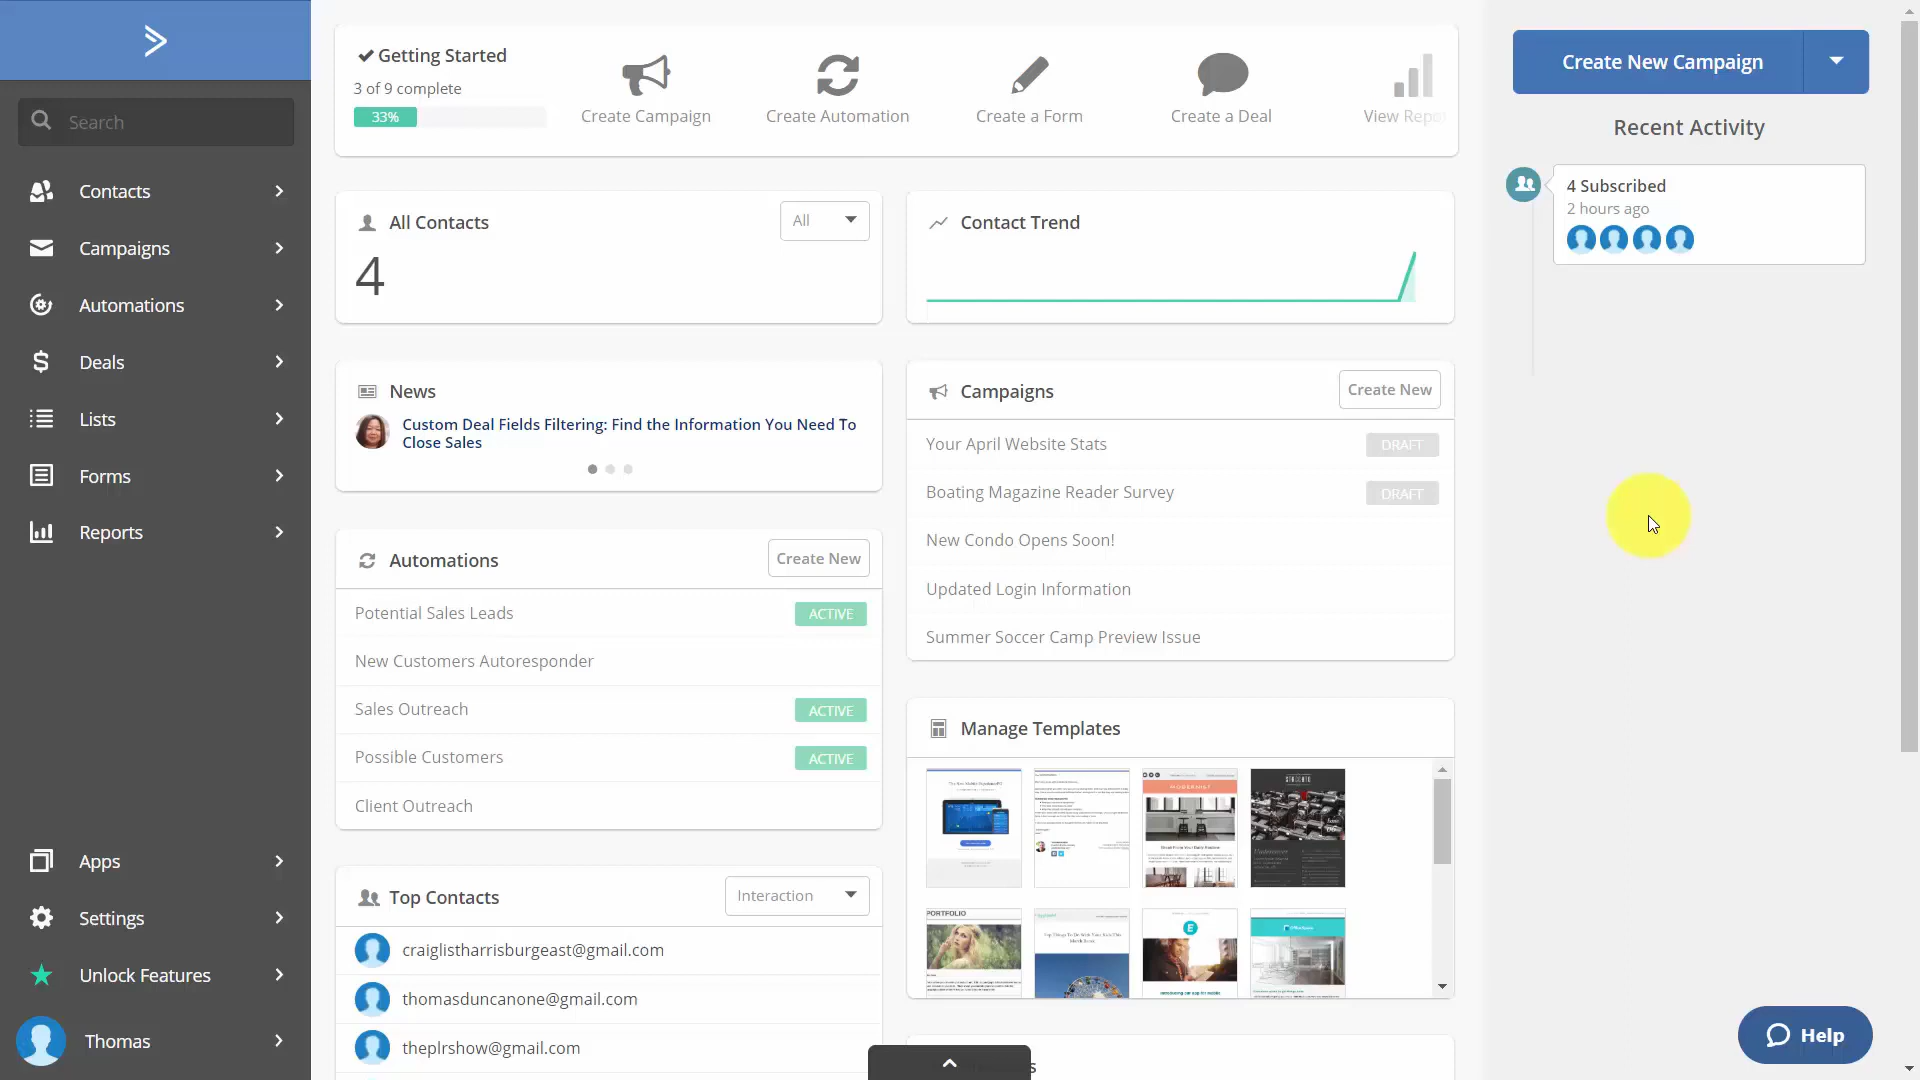 Search
Contacts
Campaigns
Automations
Deals
Lists
Forms
Reports
Apps
Settings
Unlock Features
Thomas
Getting Started
3 of 9 complete
33%
Create Campaign
Create Automation
Create a Form
Create a Deal
View Repo
All Contacts
All
4
Contact Trend
News
Custom Deal Fields Filtering: Find the Information You Need To
Close Sales
Automations
Create New
Potential Sales Leads
ACTIVE
New Customers Autoresponder
Sales Outreach
ACTIVE
Possible Customers
ACTIVE
Client Outreach
Top Contacts
Interaction
craiglistharrisburgeast@gmail.com
thomasduncanone@gmail.com
theplrshow@gmail.com
Campaigns
Create New
Your April Website Stats
DRAFT
Boating Magazine Reader Survey
DRAFT
New Condo Opens Soon!
Updated Login Information
Summer Soccer Camp Preview Issue
Manage Templates
MODERNIST
PORTFOLIO
Create New Campaign
Recent Activity
4 Subscribed
2 hours ago
Help